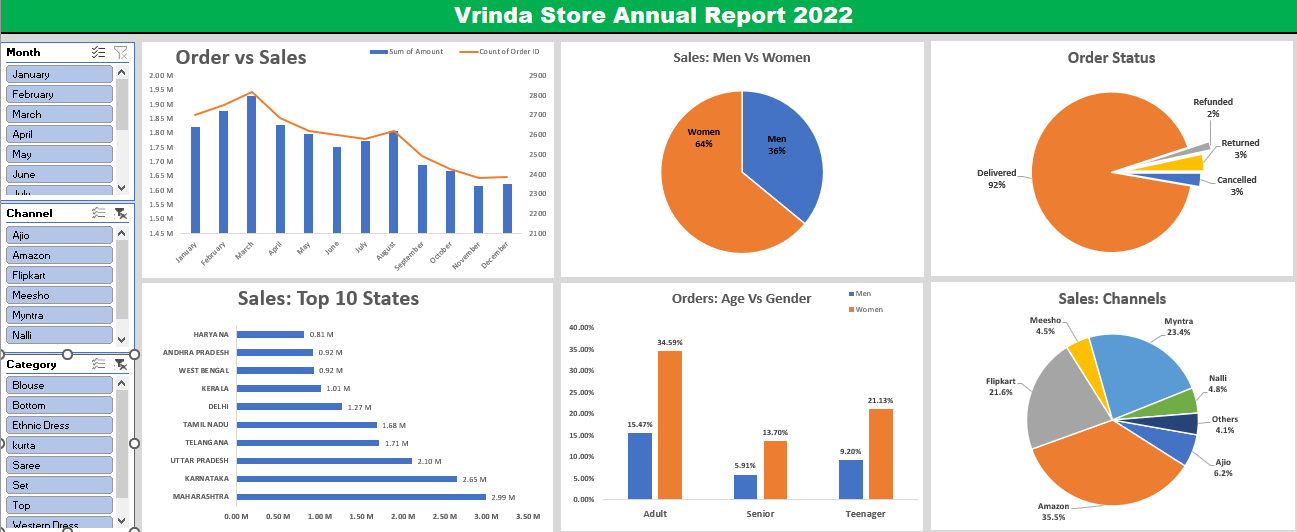 Vrinda Store Annual Report 2022
Month
January
February
March
April
May
June
July
Channel
Ajio
Amazon
Flipkart
Meesho
Myntra
Nalli
Category
Blouse
Bottom
Ethnic Dress
kurta
Saree
Set
Top
Western Dress
Order vs Sales
Sum of Amount
Count of Order ID
2.00 M
1.95 M
1.90 M
1.85 M
1.80 M
1.75 M
1.70 M
1.65 M
1.60 M
1.55 M
1.50 M
1.45 M
2900
2800
2700
2600
2500
2400
2300
2200
2100
January
February
March
April
May
June
July
August
September
October
November
December
Sales: Men Vs Women
Women
64%
Men
36%
Order Status
Refunded
2%
Returned
3%
Cancelled
3%
Delivered
92%
Sales: Top 10 States
HARYANA 0.81 M
ANDHRA PRADESH 0.92 M
WEST BENGAL 0.92 M
KERALA 1.01 M
DELHI 1.27 M
TAMIL NADU 1.68 M
TELANGANA 1.71 M
UTTAR PRADESH 2.10 M
KARNATAKA 2.65 M
MAHARASHTRA 2.99 M
0.00 M 0.50 M 1.00 M 1.50 M 2.00 M 2.50 M 3.00 M 3.50 M
Orders: Age Vs Gender
Men
Women
40.00%
35.00%
30.00%
25.00%
20.00%
15.00%
10.00%
5.00%
0.00%
15.47%
34.59%
5.91%
13.70%
9.20%
21.13%
Adult Senior Teenager
Sales: Channels
Meesho
4.5%
Myntra
23.4%
Nalli
4.8%
Others
4.1%
Ajio
6.2%
Amazon
35.5%
Flipkart
21.6%